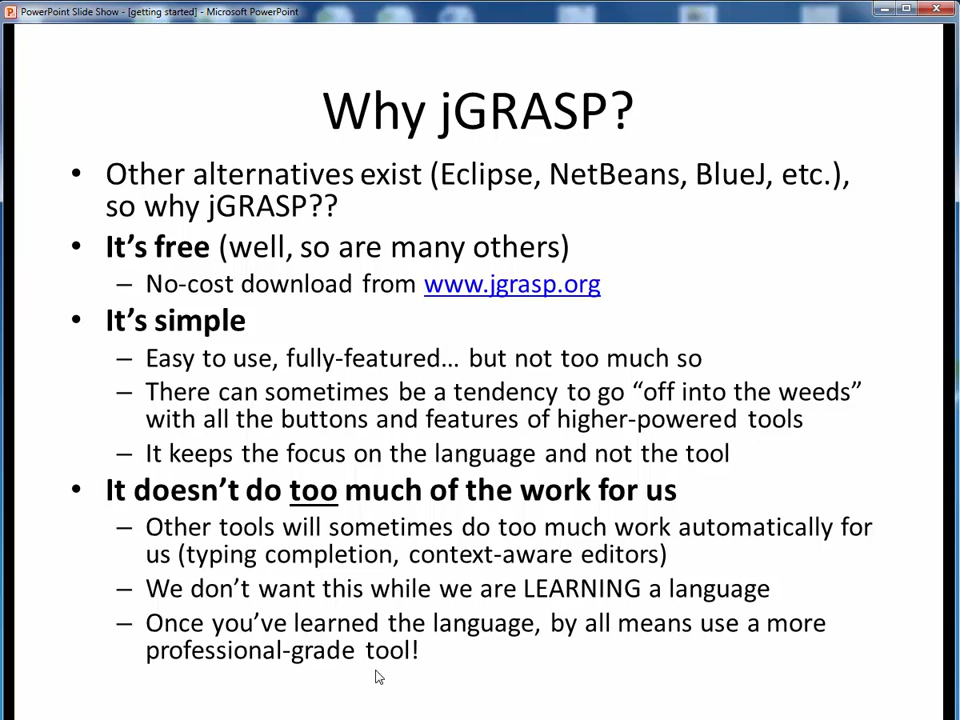 PowerPoint Slide Show - [getting started] - Microsoft PowerPoint
Why jGRASP?
• Other alternatives exist (Eclipse, NetBeans, BlueJ, etc.),
so why jGRASP??
• It's free (well, so are many others)
– No-cost download from www.jgrasp.org
• It's simple
– Easy to use, fully-featured… but not too much so
– There can sometimes be a tendency to go “off into the weeds”
with all the buttons and features of higher-powered tools
– It keeps the focus on the language and not the tool
• It doesn't do too much of the work for us
– Other tools will sometimes do too much work automatically for
us (typing completion, context-aware editors)
– We don't want this while we are LEARNING a language
– Once you've learned the language, by all means use a more
professional-grade tool!